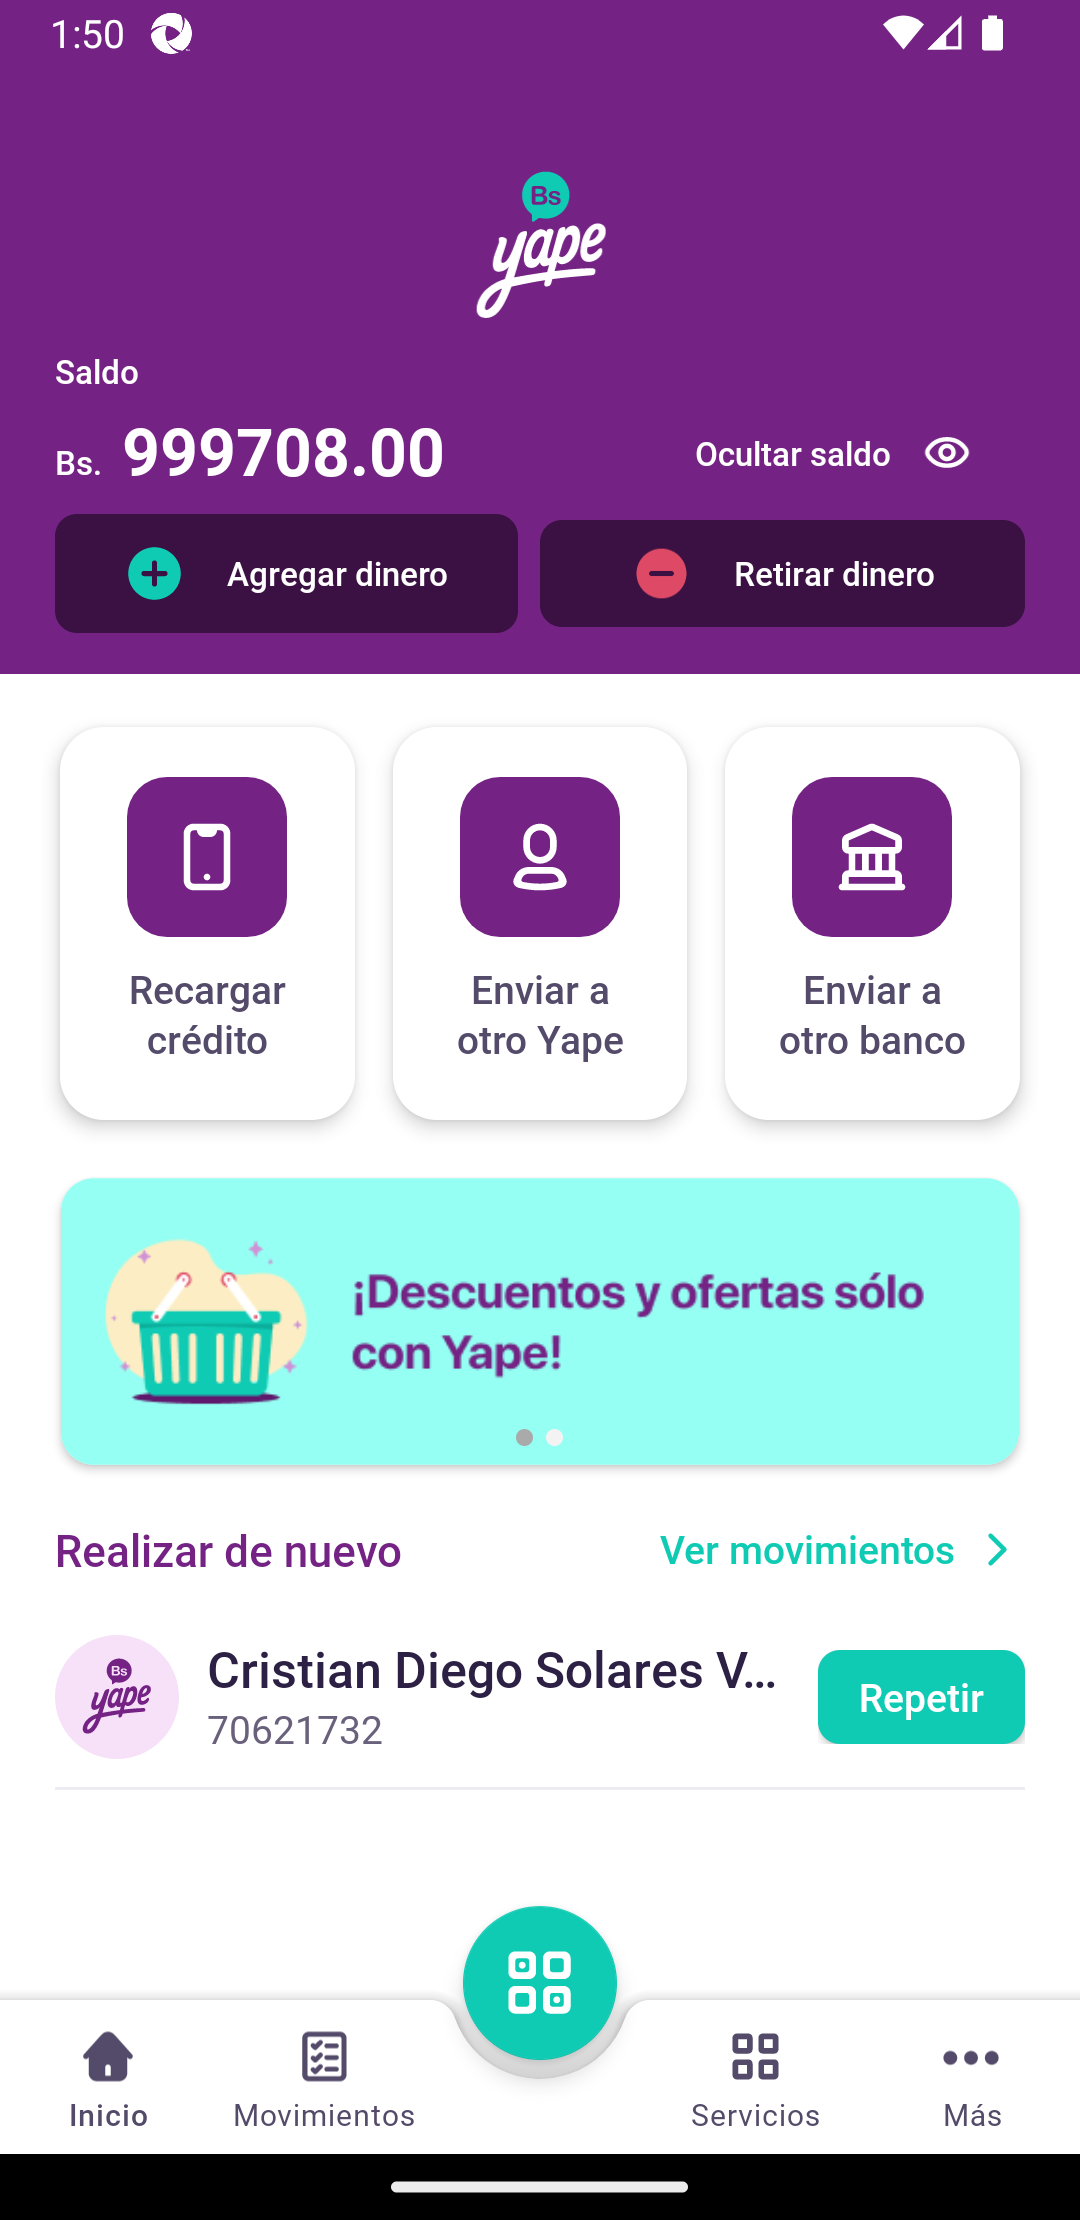 1:50
Bs
yape
Saldo
Bs. 999708.00
Ocultar saldo
Agregar dinero
Retirar dinero
Recargar
crédito
Enviar a
otro Yape
Enviar a
otro banco
¡Descuentos y ofertas sólo
con Yape!
Realizar de nuevo
Ver movimientos
Bs
yape
Cristian Diego Solares V...
70621732
Repetir
Inicio
Movimientos
Servicios
Más